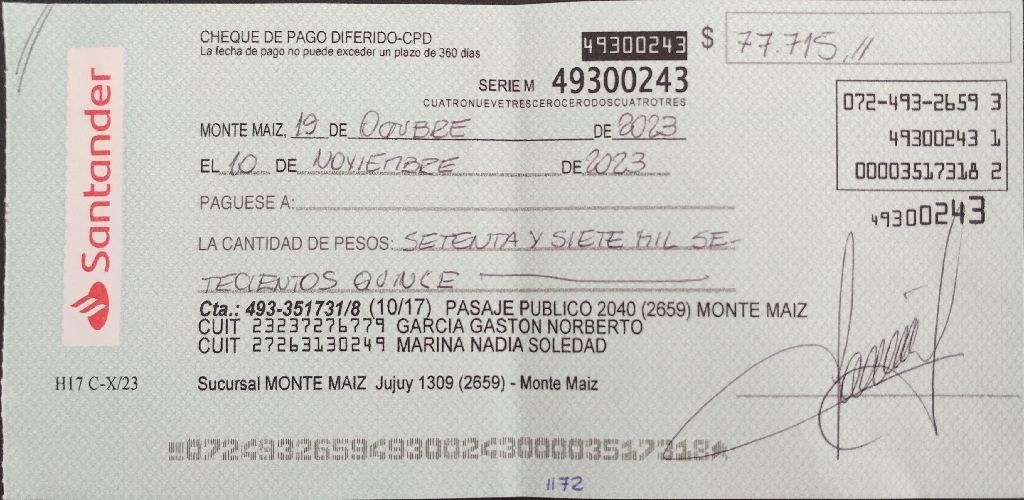 Santander
CHEQUE DE PAGO DIFERIDO-CPD
La fecha de pago no puede exceder un plazo de 360 días
49300243 $ 77.715,//
SERIE M 49300243
CUATRONUEVETRESCEROCERODOSCUATROTRES
072-493-2659 3
49300243 1
00003517318 2
49300243
MONTE MAIZ, 19 DE OCTUBRE DE 2023
EL 10 DE NOVIEMBRE DE 2023
PAGUESE A:
LA CANTIDAD DE PESOS: SETENTA Y SIETE MIL SE-
TECIENTOS QUINCE
Cta.: 493-351731/8 (10/17) PASAJE PUBLICO 2040 (2659) MONTE MAIZ
CUIT 23237276779 GARCIA GASTON NORBERTO
CUIT 27263130249 MARINA NADIA SOLEDAD
H17 C-X/23
Sucursal MONTE MAIZ Jujuy 1309 (2659) - Monte Maiz
07249326594930024300003517318
1172